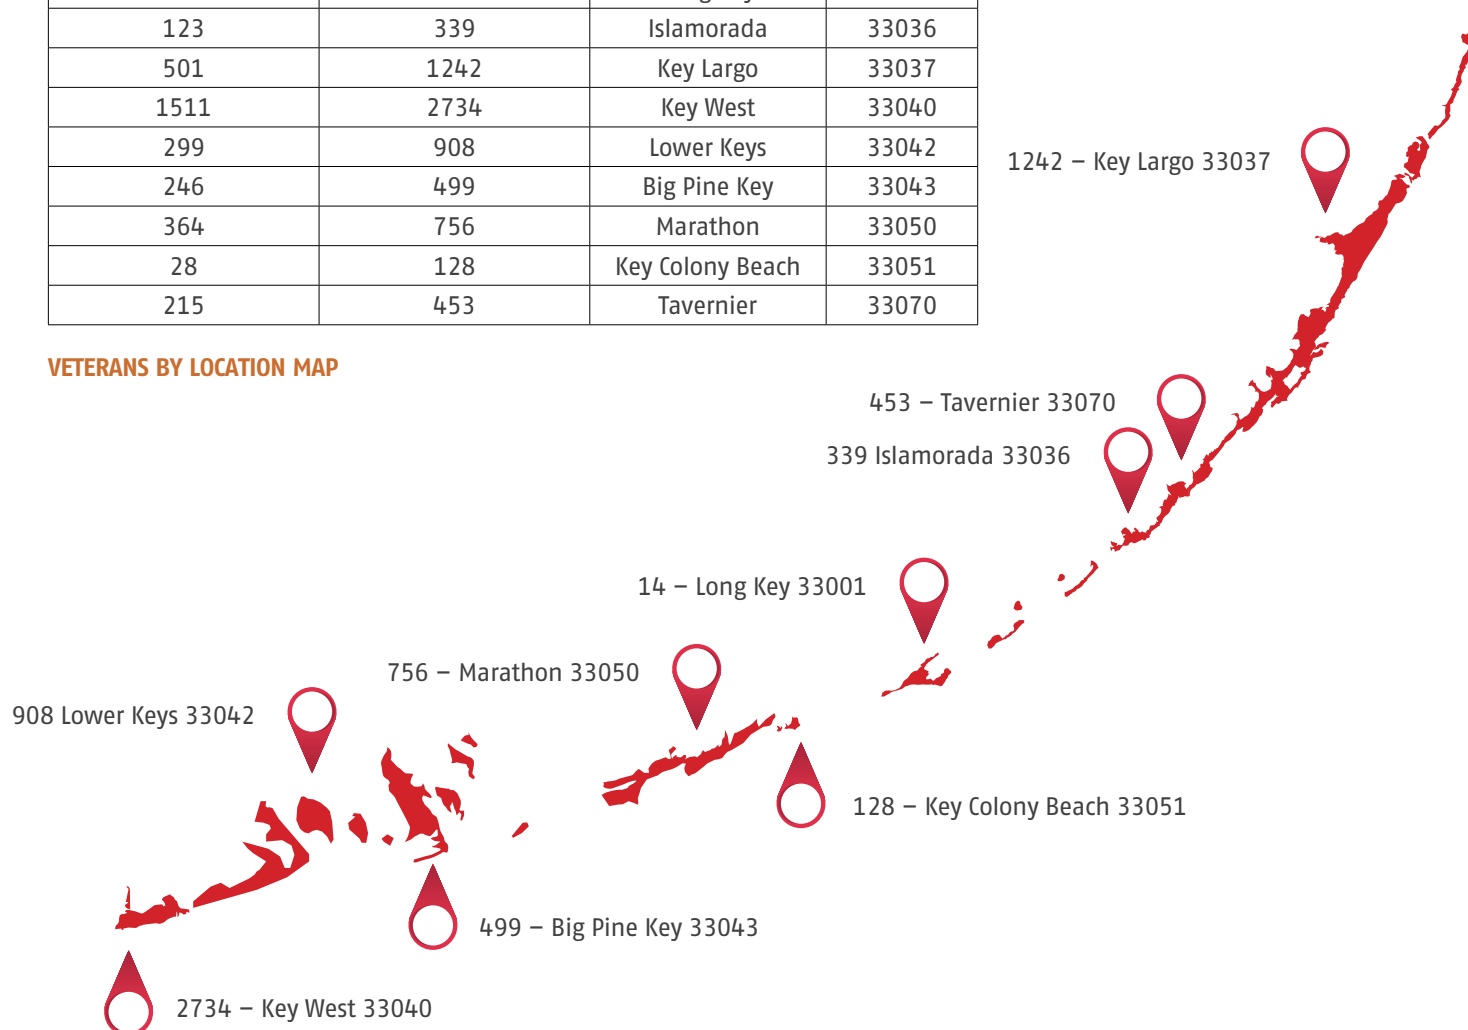 123 339 Islamorada 33036
501 1242 Key Largo 33037
1511 2734 Key West 33040
299 908 Lower Keys 33042
246 499 Big Pine Key 33043
364 756 Marathon 33050
28 128 Key Colony Beach 33051
215 453 Tavernier 33070
VETERANS BY LOCATION MAP
1242 – Key Largo 33037
453 – Tavernier 33070
339 Islamorada 33036
14 – Long Key 33001
756 – Marathon 33050
908 Lower Keys 33042
128 – Key Colony Beach 33051
499 – Big Pine Key 33043
2734 – Key West 33040